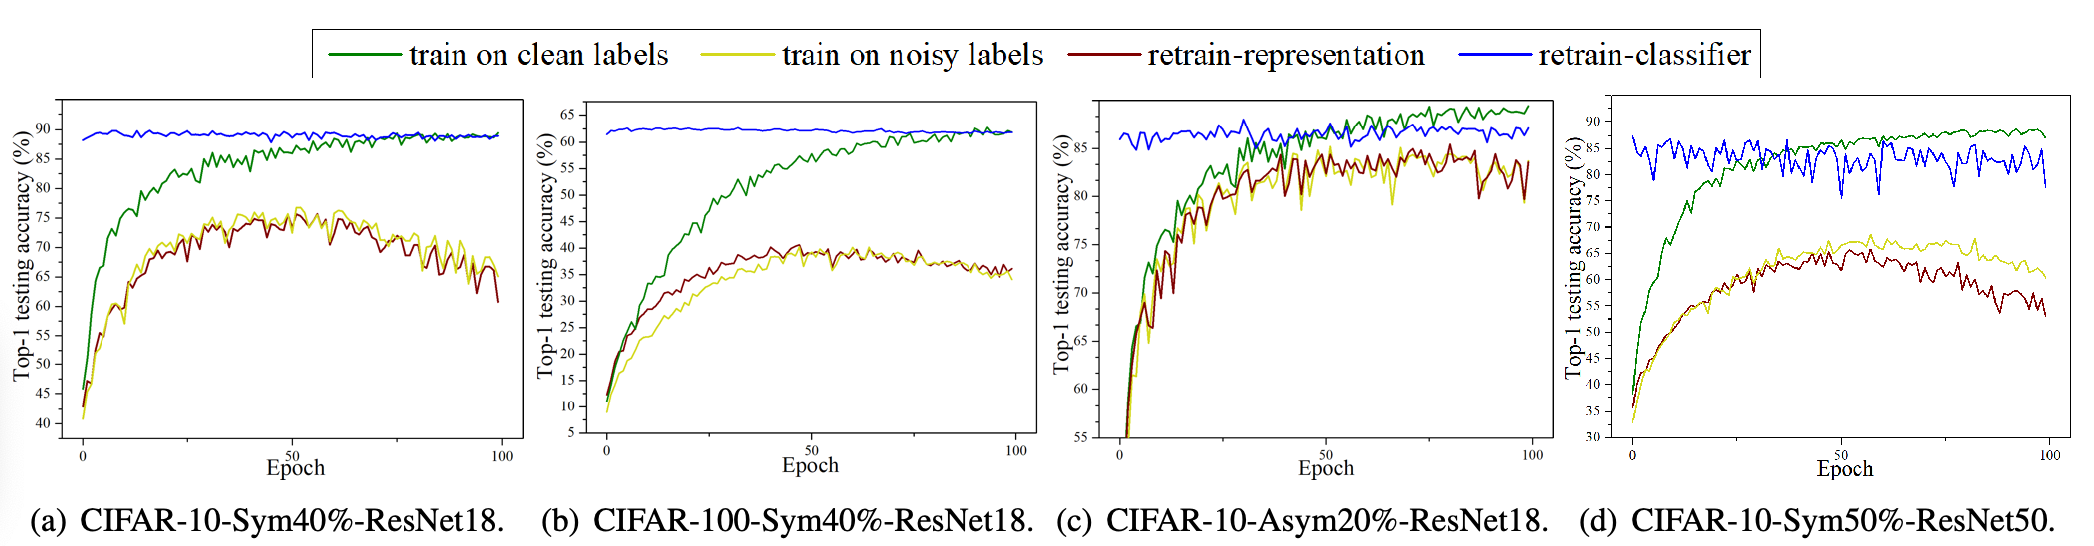 train on clean labels train on noisy labels retrain-representation retrain-classifier
Top-1 testing accuracy (%)
90
85
80
75
70
65
60
55
50
45
40
0 50 100
Epoch
(a) CIFAR-10-Sym40%-ResNet18.
Top-1 testing accuracy (%)
65
60
55
50
45
40
35
30
25
20
15
10
5
0 50 100
Epoch
(b) CIFAR-100-Sym40%-ResNet18.
Top-1 testing accuracy (%)
85
80
75
70
65
60
55
0 50 100
Epoch
(c) CIFAR-10-Asym20%-ResNet18.
Top-1 testing accuracy (%)
90
85
80
75
70
65
60
55
50
45
40
35
30
0 50 100
Epoch
(d) CIFAR-10-Sym50%-ResNet50.